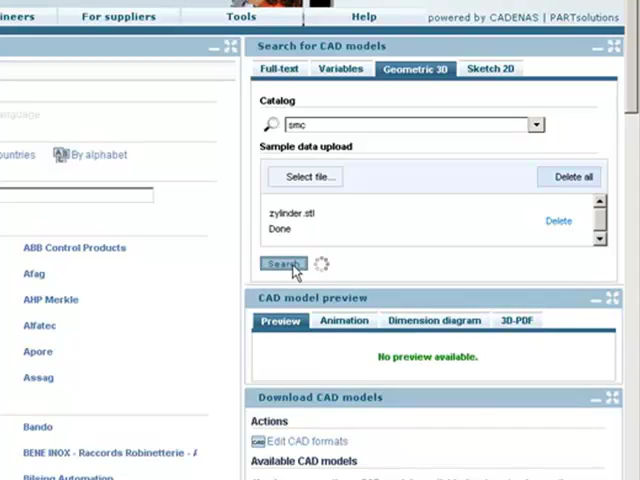 ineers For suppliers Tools Help powered by CADENAS | PARTsolutions
Search for CAD models
Full-text Variables Geometric 3D Sketch 2D
Catalog
smc
Sample data upload
Select file... Delete all
zylinder.stl
Done
Delete
Search
CAD model preview
Preview Animation Dimension diagram 3D-PDF
No preview available.
Download CAD models
Actions
CAD Edit CAD formats
Available CAD models
anguage
ountries By alphabet
ABB Control Products
Afag
AHP Merkle
Alfatec
Apore
Assag
Bando
BENE INOX - Raccords Robinetterie - A
Bilsing Automation